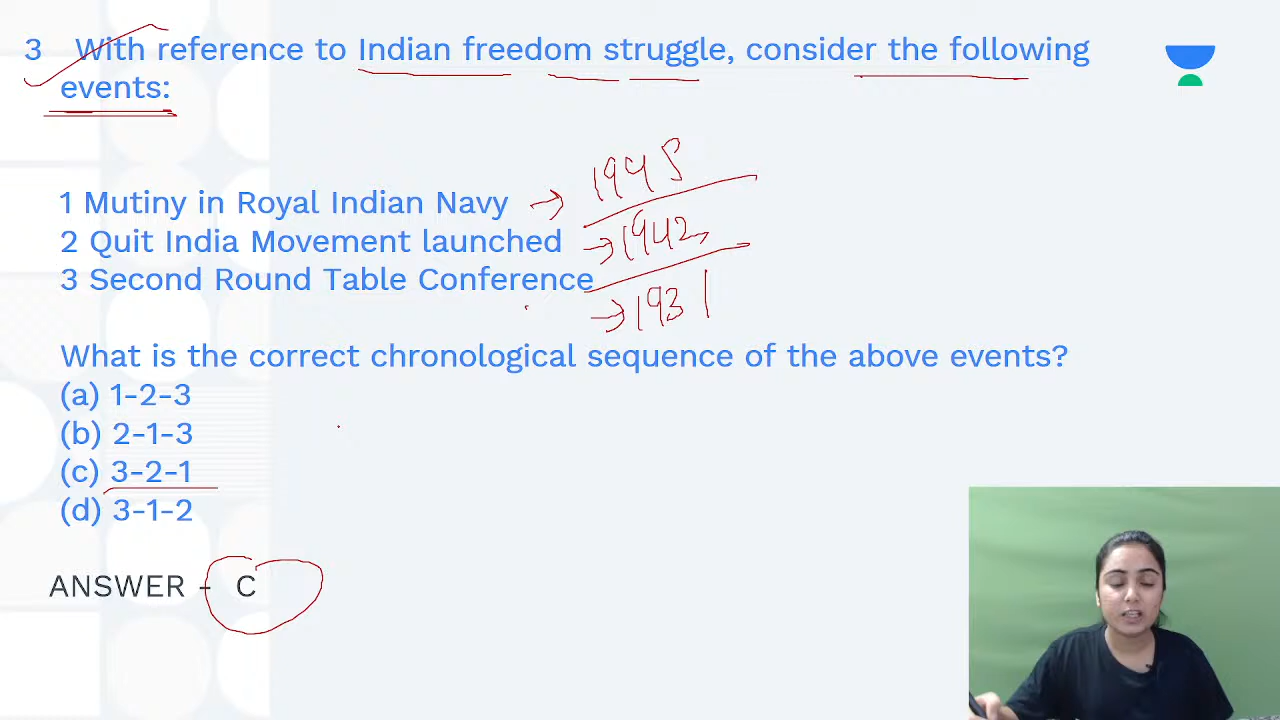 3 With reference to Indian freedom struggle, consider the following
events:
1 Mutiny in Royal Indian Navy → 1945
2 Quit India Movement launched → 1942
3 Second Round Table Conference → 1931
What is the correct chronological sequence of the above events?
(a) 1-2-3
(b) 2-1-3
(c) 3-2-1
(d) 3-1-2
ANSWER - C